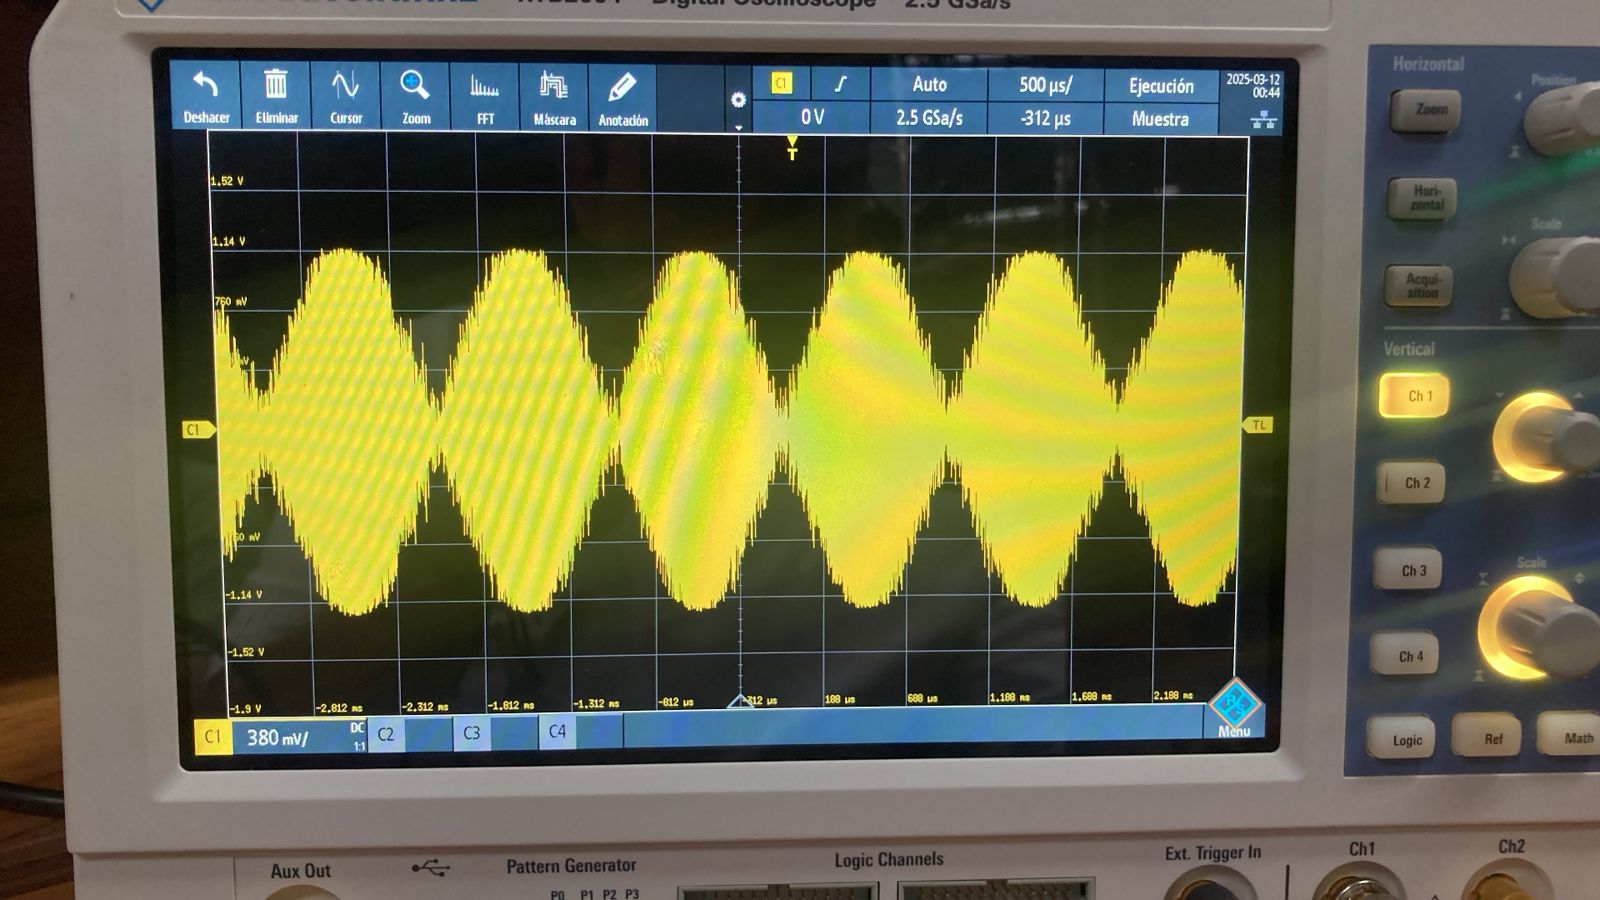 Digital Oscilloscope 2.5 GSa/s
Deshacer Eliminar Cursor Zoom FFT Máscara Anotación
C1 Auto 500 µs/ Ejecución
0 V 2.5 GSa/s -312 µs Muestra
2025-03-12
00:44
T
1.52 V
1.14 V
760 mV
C1
TL
-1.14 V
-1.52 V
-1.9 V -2.812 ms -2.312 ms -1.812 ms -1.312 ms -812 µs 188 µs 688 µs 1.188 ms 1.688 ms 2.188 ms
C1 380 mV/ DC
1:1
C2 C3 C4
Menu
Horizontal
Position
Zoom
Hori-
zontal
Scale
Acqui-
sition
Vertical
Ch 1
Ch 2
Ch 3
Scale
Ch 4
Logic Ref Math
Aux Out Pattern Generator Logic Channels Ext. Trigger In Ch1 Ch2
P0 P1 P2 P3